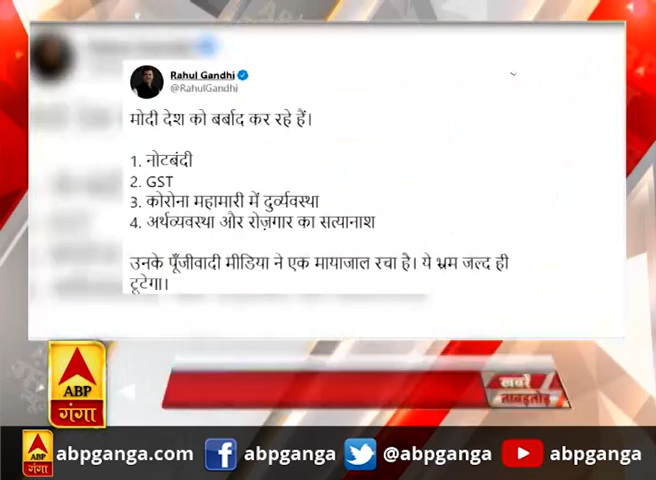 Rahul Gandhi
@RahulGandhi
मोदी देश को बर्बाद कर रहे हैं।
1. नोटबंदी
2. GST
3. कोरोना महामारी में दुर्व्यवस्था
4. अर्थव्यवस्था और रोज़गार का सत्यानाश
उनके पूँजीवादी मीडिया ने एक मायाजाल रचा है। ये भ्रम जल्द ही
टूटेगा।
ABP
गंगा
खबरें
ताबड़तोड़
ABP
गंगा
abpganga.com
abpganga
@abpganga
abpganga